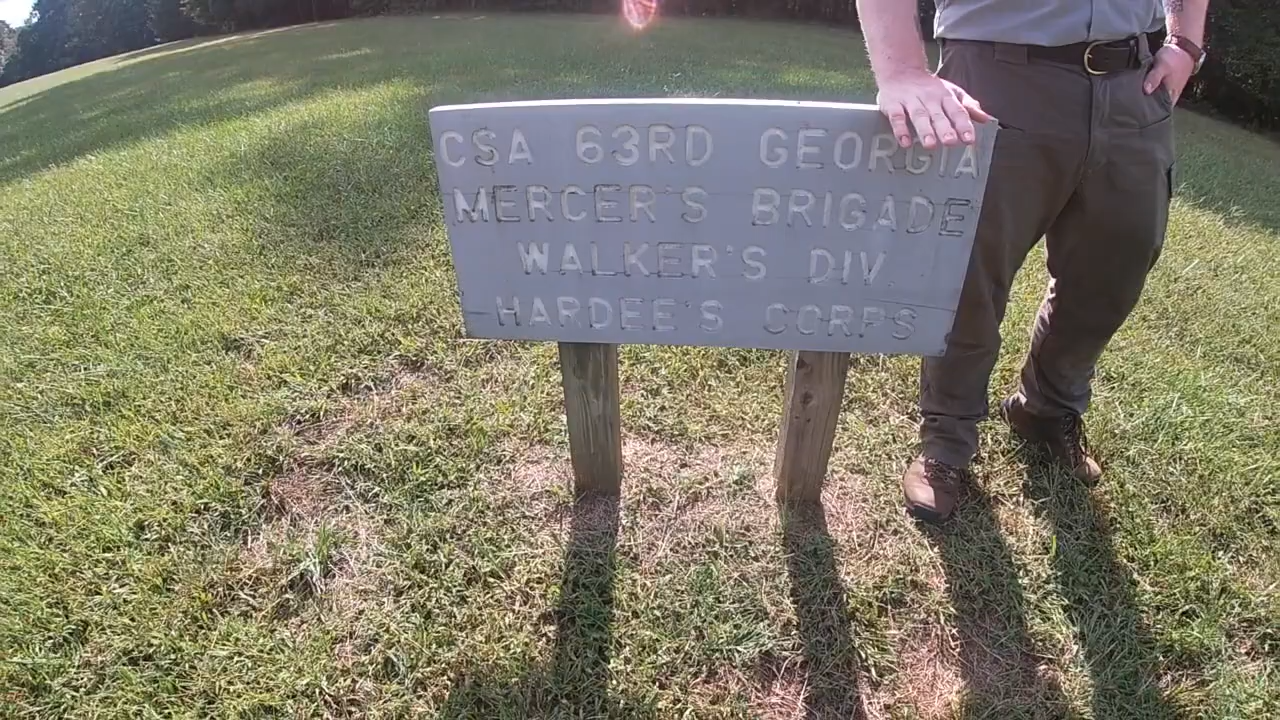 CSA 63RD GEORGIA
MERCER'S BRIGADE
WALKER'S DIV.
HARDEE'S CORPS